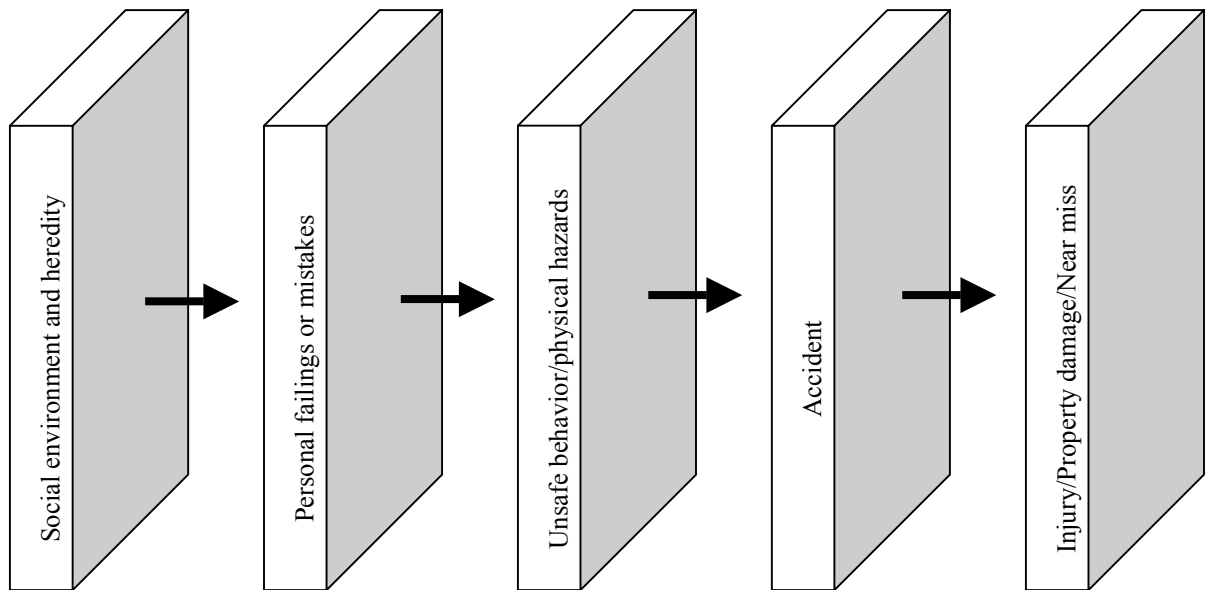 Social environment and heredity
Personal failings or mistakes
Unsafe behavior/physical hazards
Accident
Injury/Property damage/Near miss